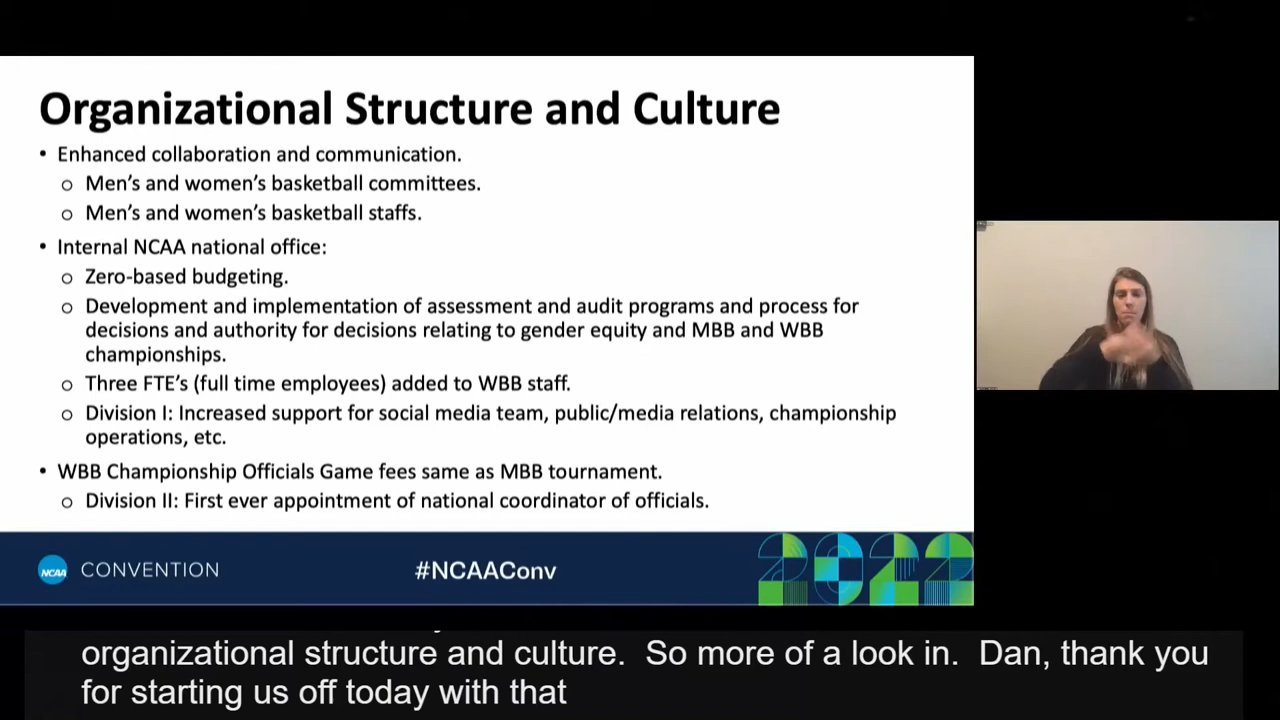 Organizational Structure and Culture
• Enhanced collaboration and communication.
o Men's and women's basketball committees.
o Men's and women's basketball staffs.
• Internal NCAA national office:
o Zero-based budgeting.
o Development and implementation of assessment and audit programs and process for
decisions and authority for decisions relating to gender equity and MBB and WBB
championships.
o Three FTE's (full time employees) added to WBB staff.
o Division I: Increased support for social media team, public/media relations, championship
operations, etc.
• WBB Championship Officials Game fees same as MBB tournament.
o Division II: First ever appointment of national coordinator of officials.
NCAA CONVENTION #NCAAConv 2022
organizational structure and culture.  So more of a look in.  Dan, thank you
for starting us off today with that